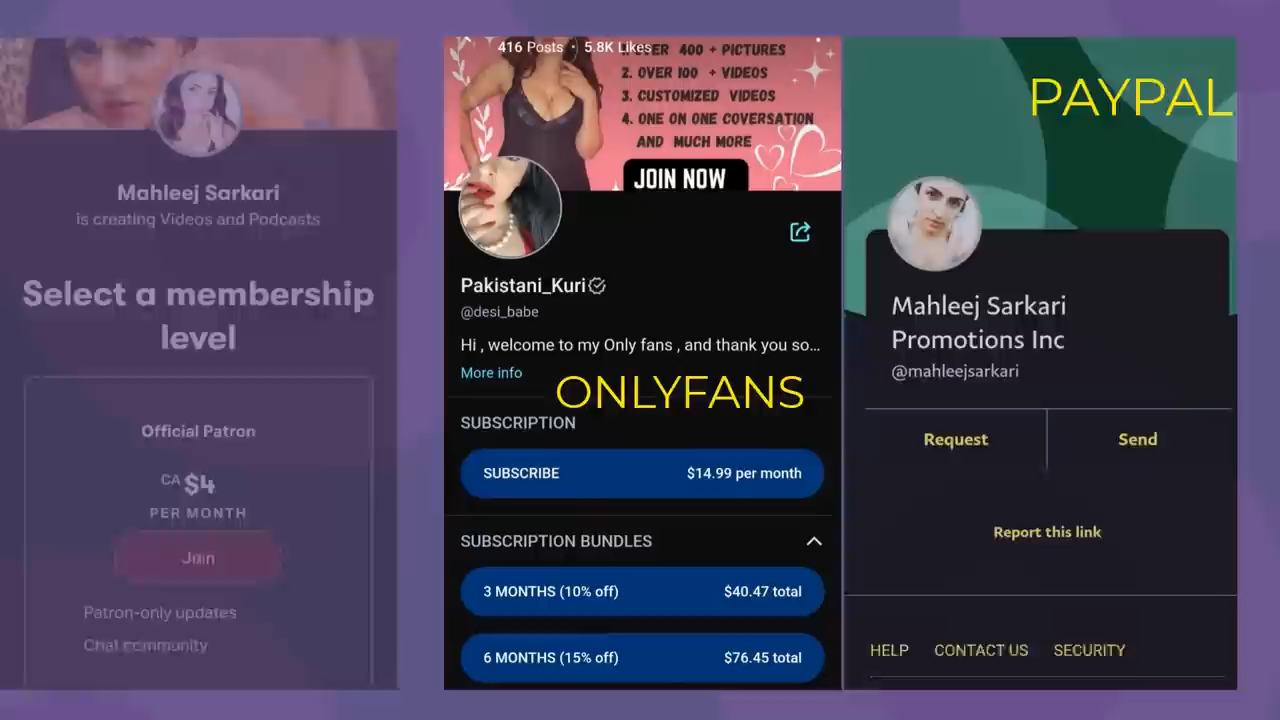 Mahleej Sarkari
is creating Videos and Podcasts
Select a membership
level
Official Patron
CA $4
PER MONTH
Join
Patron-only updates
Chat community
416 Posts · 5.8K Likes
1. OVER 400 + PICTURES
2. OVER 100 + VIDEOS
3. CUSTOMIZED VIDEOS
4. ONE ON ONE COVERSATION
AND MUCH MORE
JOIN NOW
Pakistani_Kuri
@desi_babe
Hi , welcome to my Only fans , and thank you so...
More info
ONLYFANS
SUBSCRIPTION
SUBSCRIBE $14.99 per month
SUBSCRIPTION BUNDLES
3 MONTHS (10% off) $40.47 total
6 MONTHS (15% off) $76.45 total
PAYPAL
Mahleej Sarkari
Promotions Inc
@mahleejsarkari
Request Send
Report this link
HELP CONTACT US SECURITY